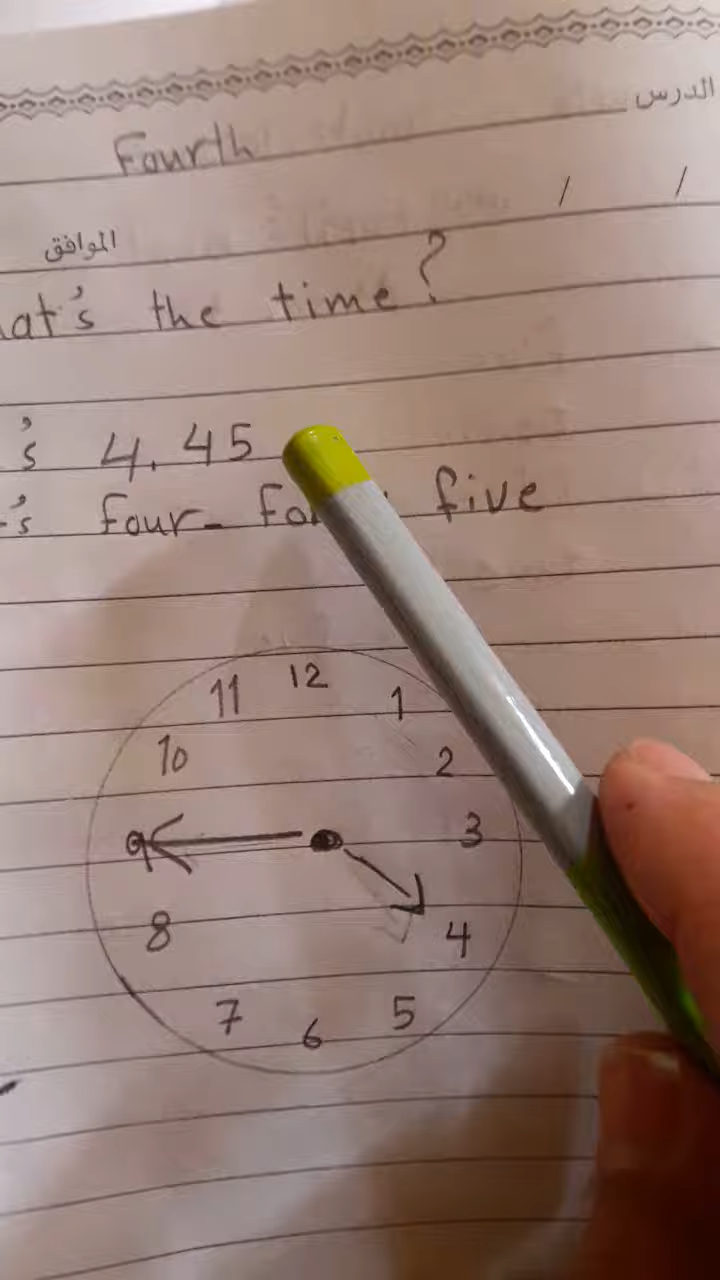 الدرس
Fourth
/ /
الموافق
at's the time?
's 4.45
's four- five
12
11 1
10 2
9 3
8 4
7 5
6